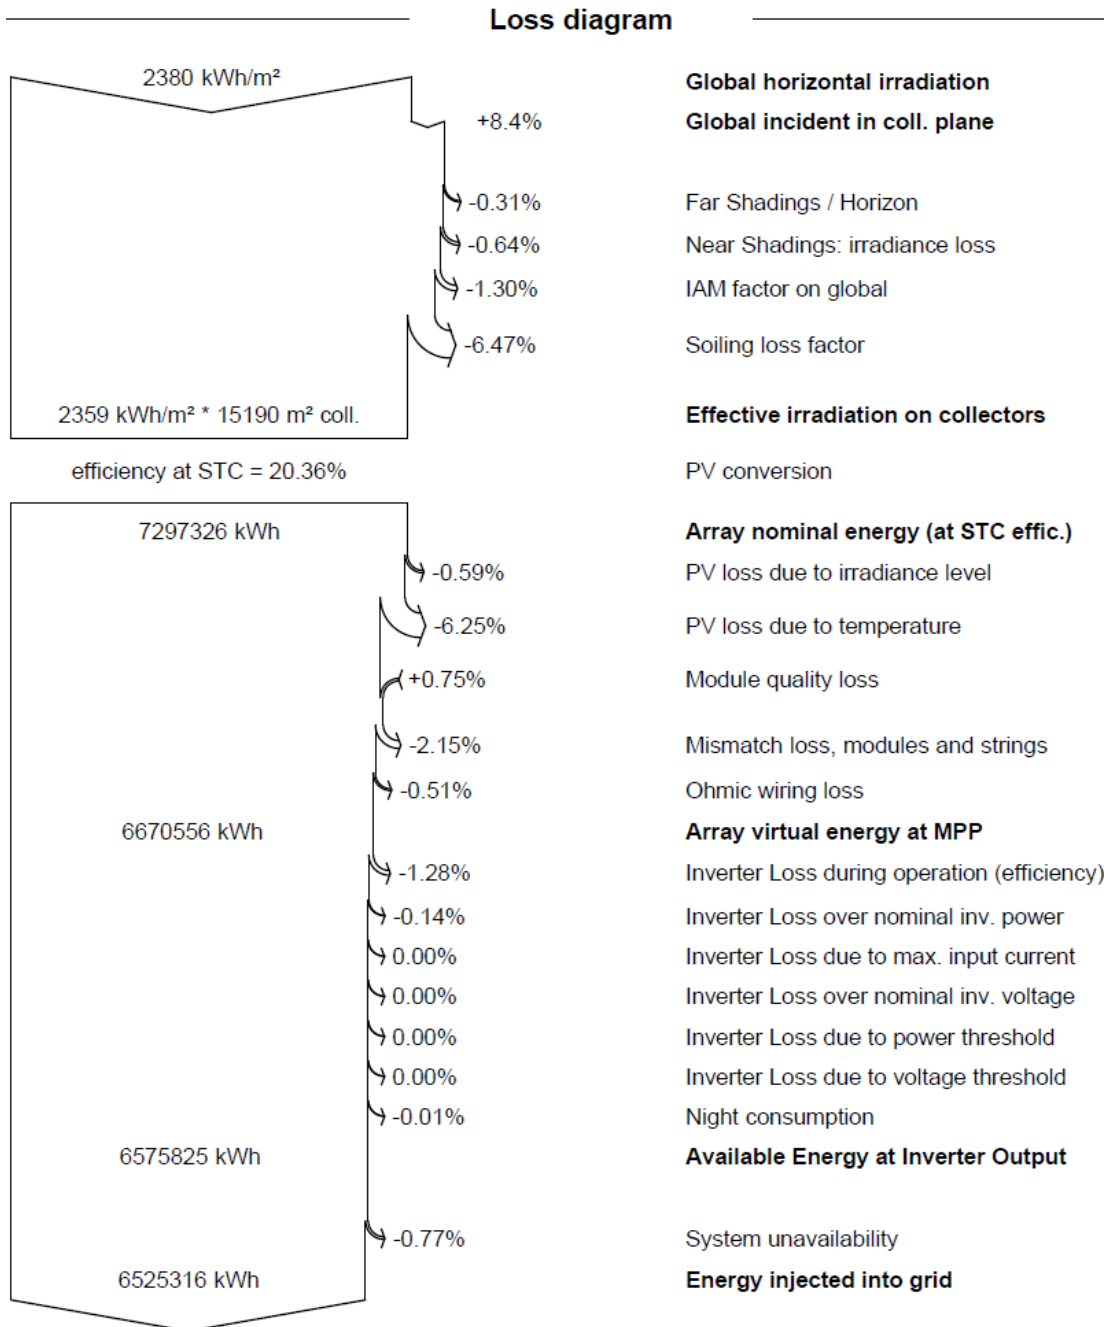 Loss diagram
2380 kWh/m² Global horizontal irradiation
+8.4% Global incident in coll. plane
-0.31% Far Shadings / Horizon
-0.64% Near Shadings: irradiance loss
-1.30% IAM factor on global
-6.47% Soiling loss factor
2359 kWh/m² * 15190 m² coll. Effective irradiation on collectors
efficiency at STC = 20.36% PV conversion
7297326 kWh Array nominal energy (at STC effic.)
-0.59% PV loss due to irradiance level
-6.25% PV loss due to temperature
+0.75% Module quality loss
-2.15% Mismatch loss, modules and strings
-0.51% Ohmic wiring loss
6670556 kWh Array virtual energy at MPP
-1.28% Inverter Loss during operation (efficiency)
-0.14% Inverter Loss over nominal inv. power
0.00% Inverter Loss due to max. input current
0.00% Inverter Loss over nominal inv. voltage
0.00% Inverter Loss due to power threshold
0.00% Inverter Loss due to voltage threshold
-0.01% Night consumption
6575825 kWh Available Energy at Inverter Output
-0.77% System unavailability
6525316 kWh Energy injected into grid